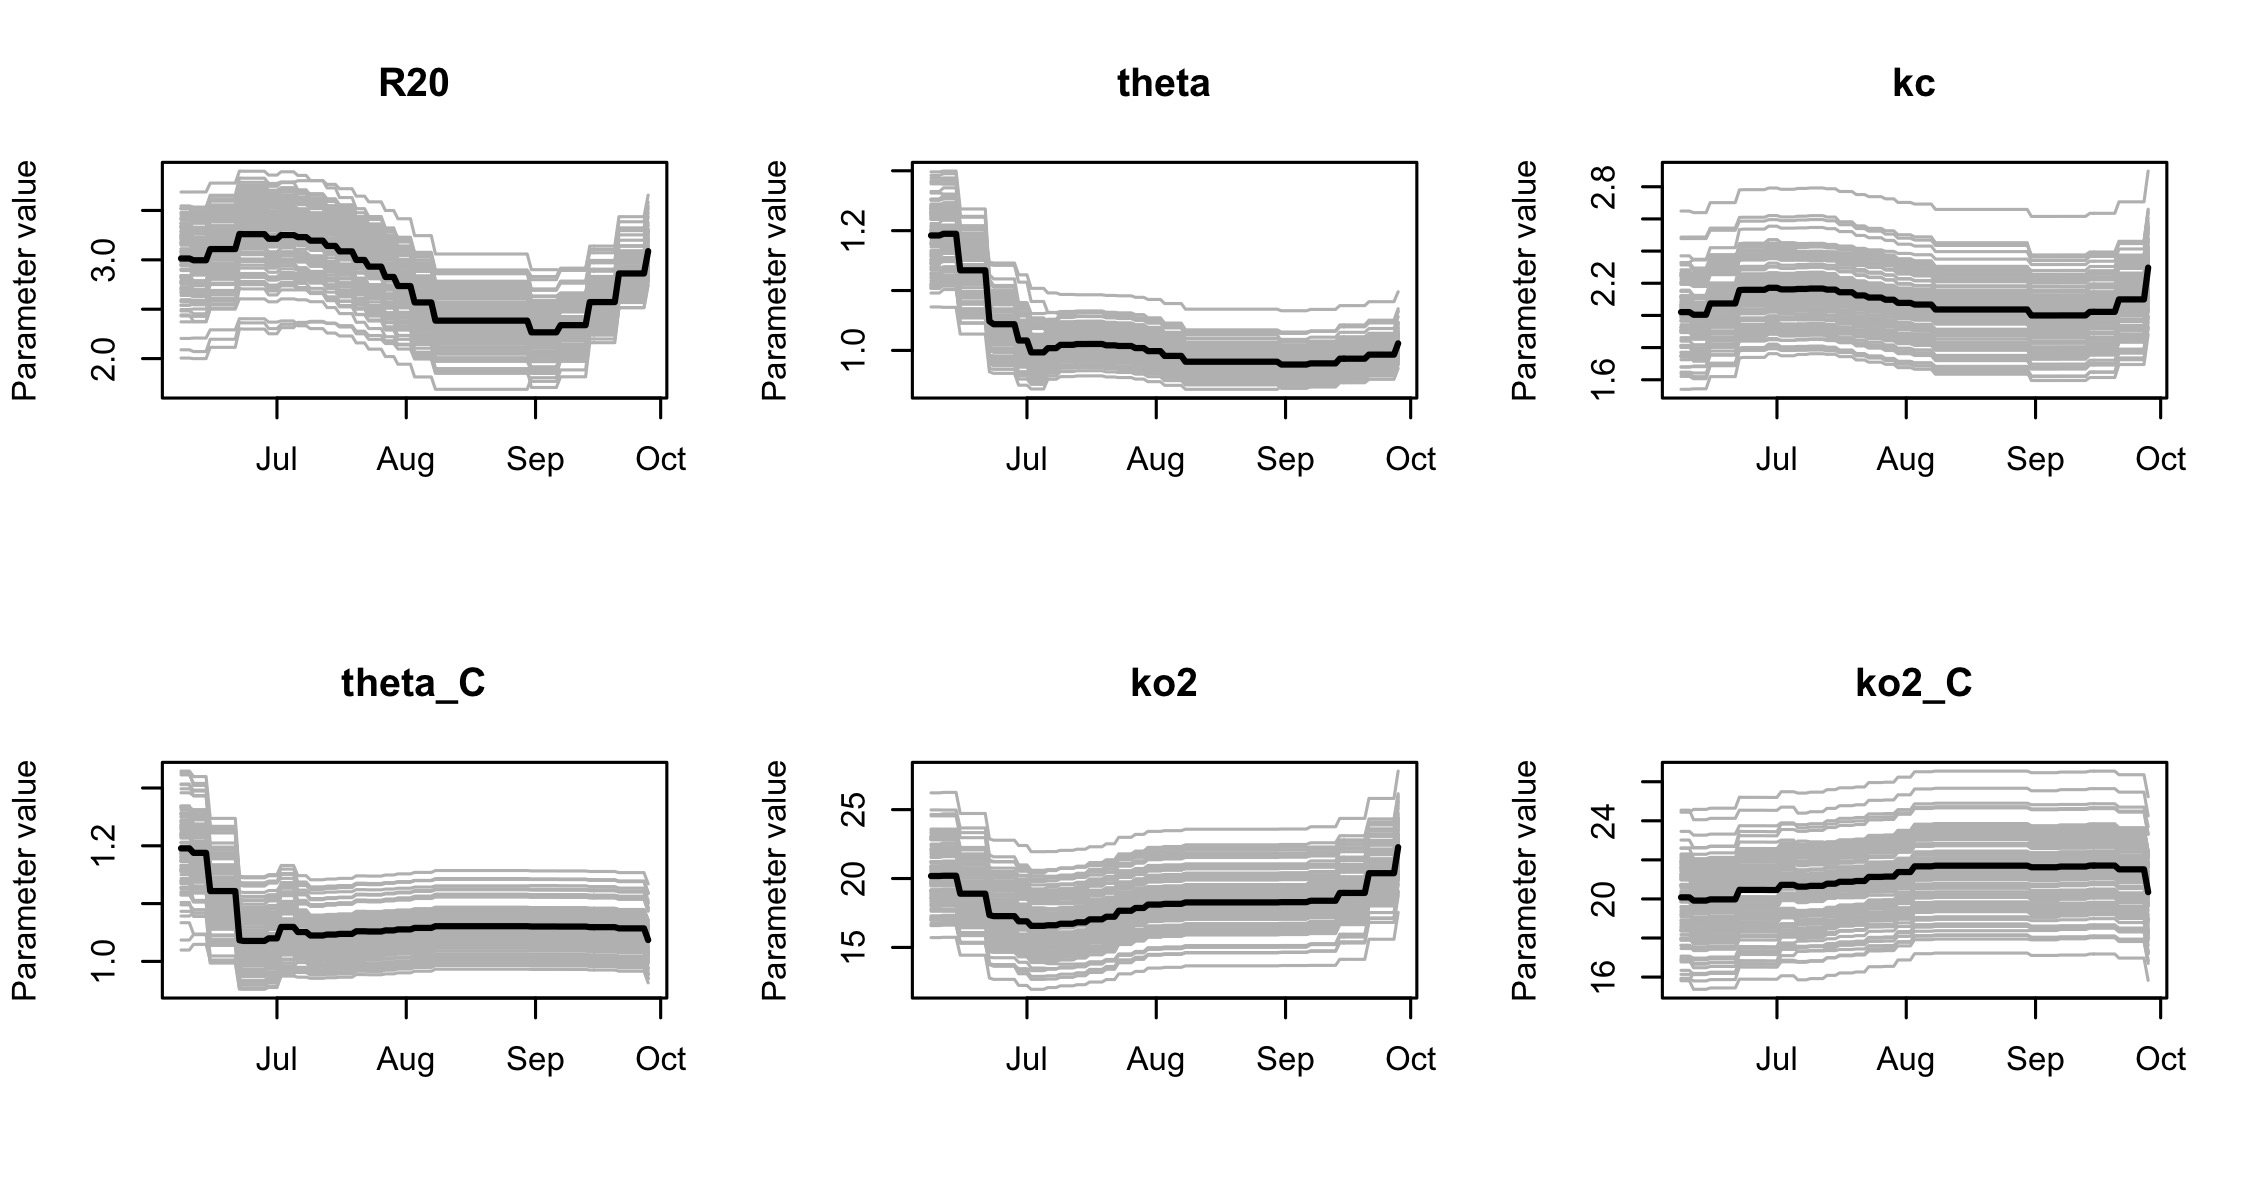 R20
Parameter value
3.0
2.0
Jul Aug Sep Oct
theta
Parameter value
1.2
1.0
Jul Aug Sep Oct
kc
Parameter value
2.8
2.2
1.6
Jul Aug Sep Oct
theta_C
Parameter value
1.2
1.0
Jul Aug Sep Oct
ko2
Parameter value
25
20
15
Jul Aug Sep Oct
ko2_C
Parameter value
24
20
16
Jul Aug Sep Oct